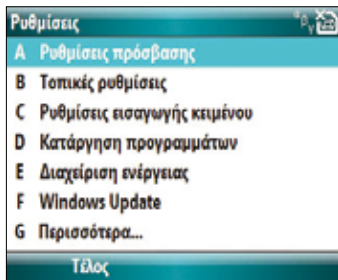 Ρυθμίσεις
A Ρυθμίσεις πρόσβασης
B Τοπικές ρυθμίσεις
C Ρυθμίσεις εισαγωγής κειμένου
D Κατάργηση προγραμμάτων
E Διαχείριση ενέργειας
F Windows Update
G Περισσότερα...
Τέλος